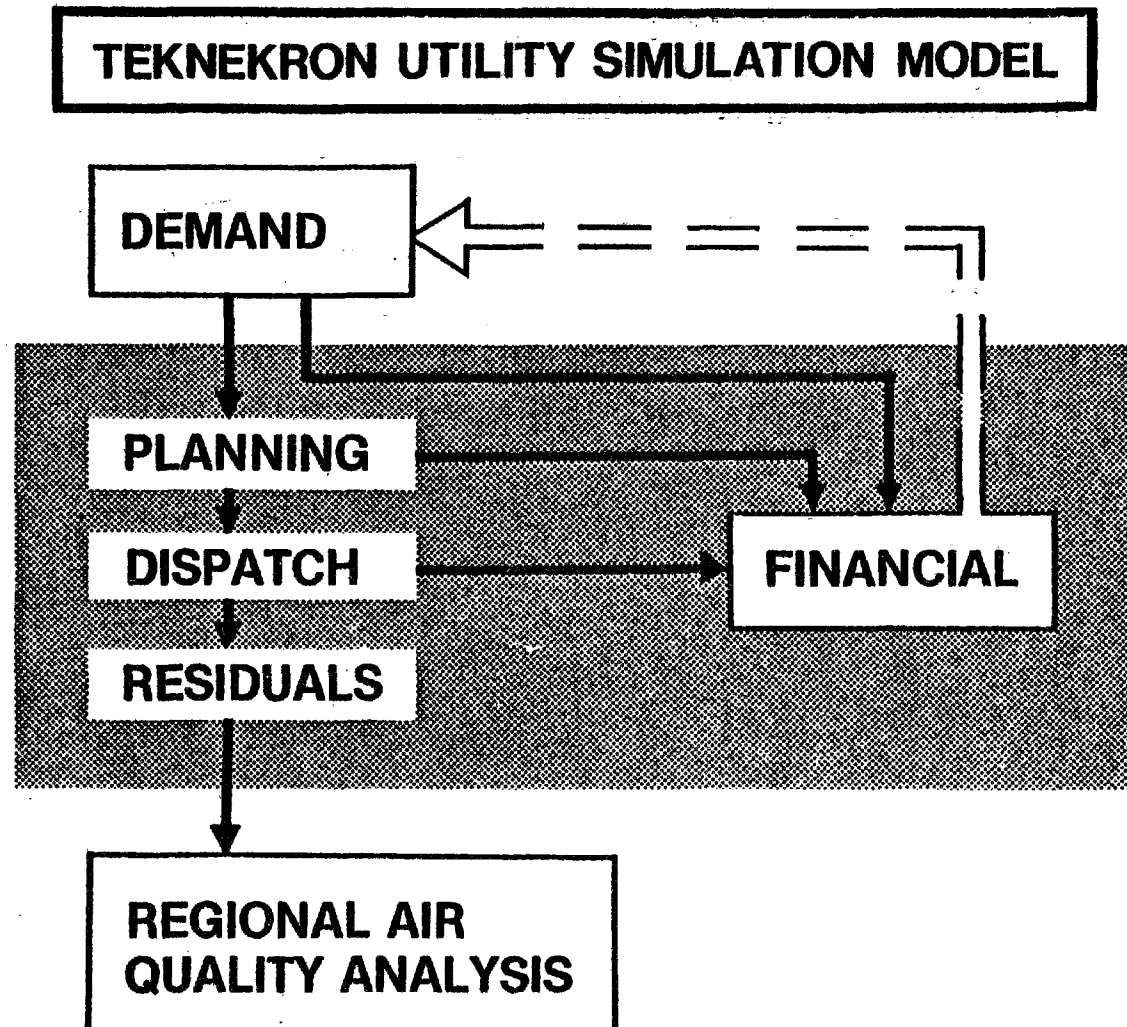 TEKNEKRON UTILITY SIMULATION MODEL
DEMAND
PLANNING
DISPATCH
FINANCIAL
RESIDUALS
REGIONAL AIR
QUALITY ANALYSIS